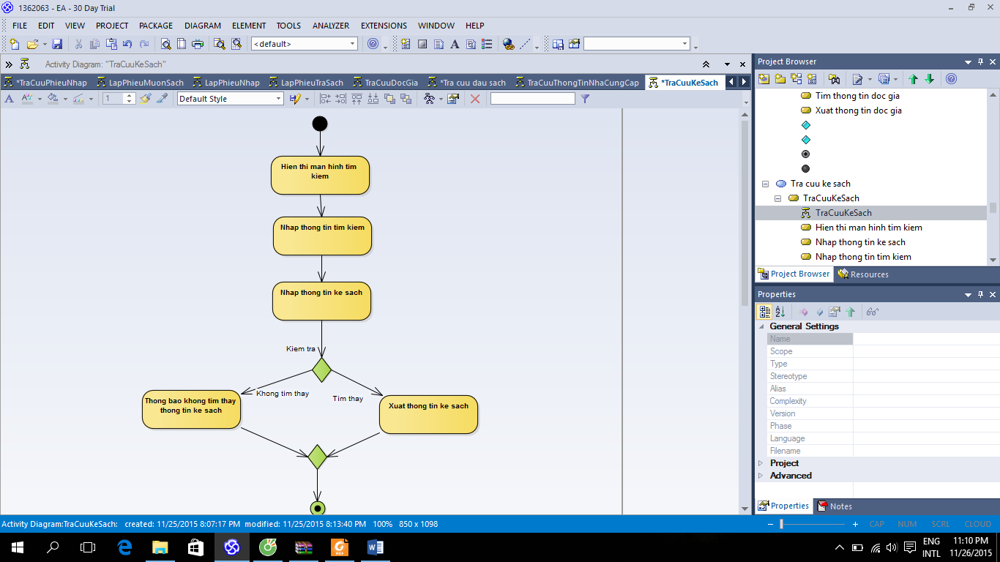 1362063 - EA - 30 Day Trial
FILE EDIT VIEW PROJECT PACKAGE DIAGRAM ELEMENT TOOLS ANALYZER EXTENSIONS WINDOW HELP
<default>
Activity Diagram: "TraCuuKeSach"
*TraCuuPhieuNhap LapPhieuMuonSach LapPhieuNhap LapPhieuTraSach TraCuuDocGia *Tra cuu dau sach TraCuuThongTinNhaCungCap *TraCuuKeSach
1 Default Style
Hien thi man hinh tim
kiem
Nhap thong tin tim kiem
Nhap thong tin ke sach
Kiem tra
Khong tim thay
Tim thay
Thong bao khong tim thay
thong tin ke sach
Xuat thong tin ke sach
Project Browser
Tim thong tin doc gia
Xuat thong tin doc gia
Tra cuu ke sach
TraCuuKeSach
TraCuuKeSach
Hien thi man hinh tim kiem
Nhap thong tin ke sach
Nhap thong tin tim kiem
Project Browser Resources
Properties
General Settings
Name
Scope
Type
Stereotype
Alias
Complexity
Version
Phase
Language
Filename
Project
Advanced
Properties Notes
Activity Diagram:TraCuuKeSach: created: 11/25/2015 8:07:17 PM modified: 11/25/2015 8:13:40 PM 100% 850 x 1098
CAP NUM SCRL CLOUD
ENG
INTL
11:10 PM
11/26/2015